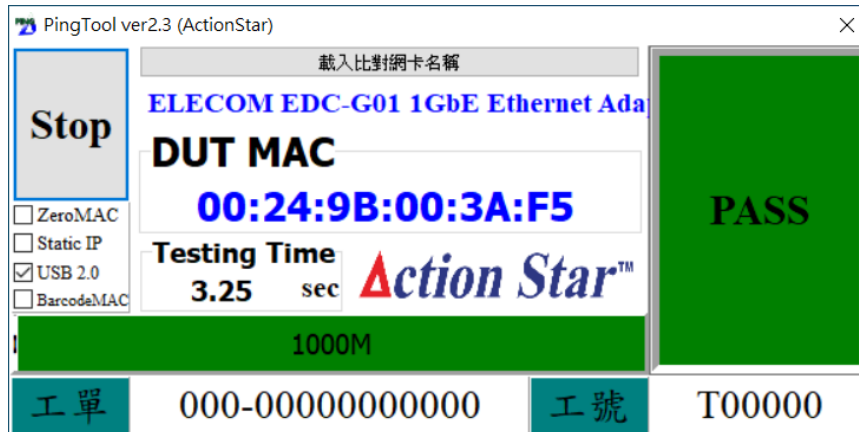 PingTool ver2.3 (ActionStar)
Stop
載入比對網卡名稱
ELECOM EDC-G01 1GbE Ethernet
DUT MAC
00:24:9B:00:3A:F5
PASS
ZeroMAC
Static IP
USB 2.0
BarcodeMAC
Testing Time
3.25 sec
Action Star™
1000M
工單 000-00000000000 工號 T00000